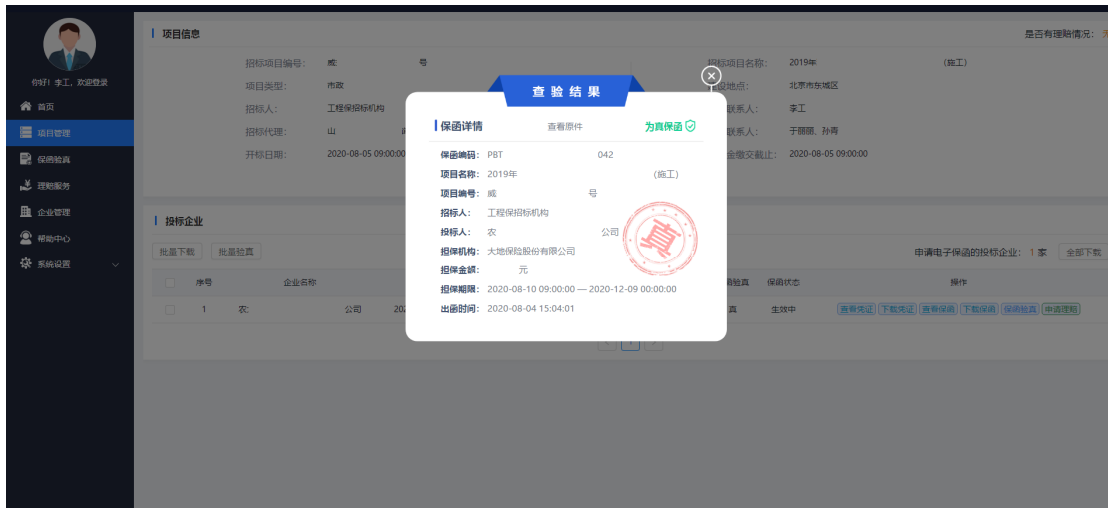 你好! 李工, 欢迎登录
首页
项目管理
保函验真
理赔服务
企业管理
帮助中心
系统设置
项目信息
是否有理赔情况:
招标项目编号: 威 号
招标项目名称: 2019年 (施工)
项目类型: 市政
建设地点: 北京市东城区
招标人: 工程保招标机构
联系人: 李工
招标代理: 山
联系人: 于丽丽、孙青
开标日期: 2020-08-05 09:00:00
金缴交截止: 2020-08-05 09:00:00
查验结果
保函详情 查看原件 为真保函
保函编码: PBT 042
项目名称: 2019年 (施工)
项目编号: 威 号
招标人: 工程保招标机构
投标人: 农 公司
担保机构: 大地保险股份有限公司
担保金额: 元
担保期限: 2020-08-10 09:00:00 — 2020-12-09 00:00:00
出函时间: 2020-08-04 15:04:01
真
投标企业
批量下载 批量验真
申请电子保函的投标企业: 1 家 全部下载
序号 企业名称 函验真 保函状态 操作
1 农 公司 202 真 生效中 查看凭证 下载凭证 查看保函 下载保函 保函验真 申请理赔
< 1 >